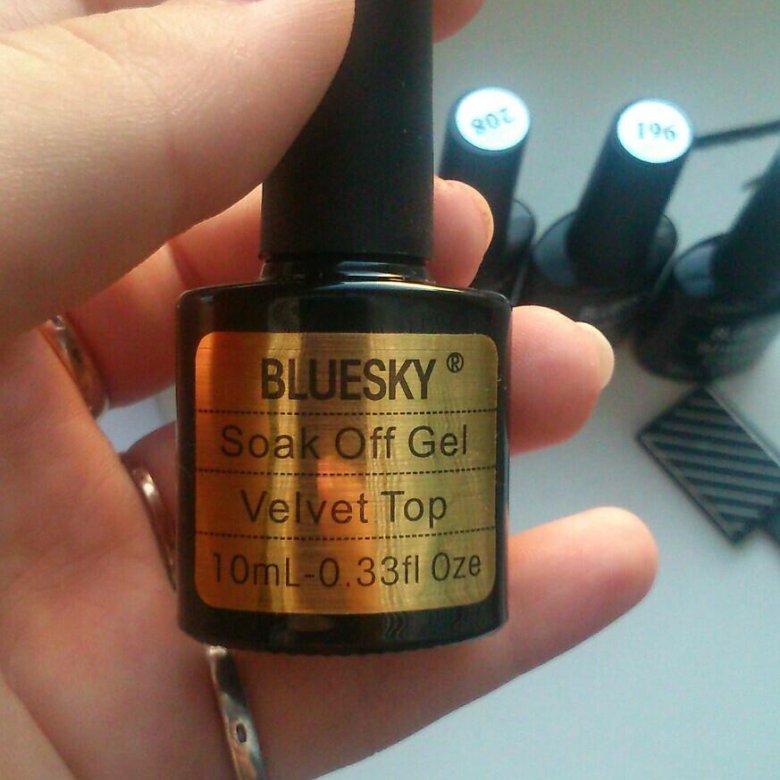 208
196
BLUESKY®
Soak Off Gel
Velvet Top
10mL-0.33fl Oze